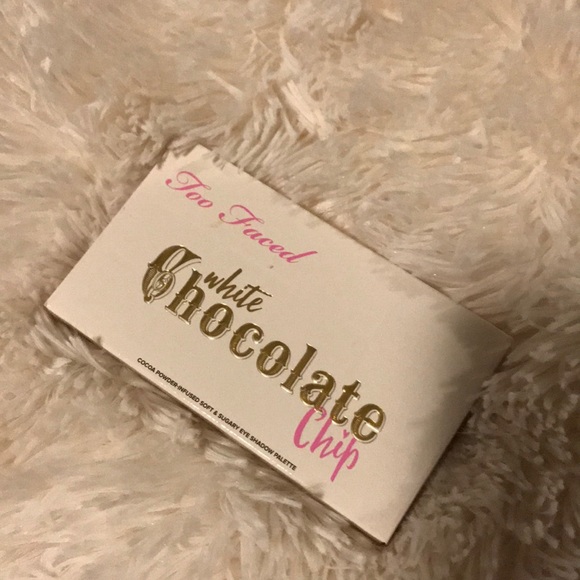 Too Faced
white
Chocolate
Chip
COCOA POWDER INFUSED SOFT & SUGARY EYE SHADOW PALETTE